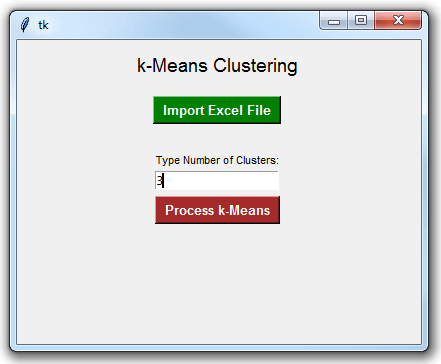 tk
k-Means Clustering
Import Excel File
Type Number of Clusters:
3
Process k-Means